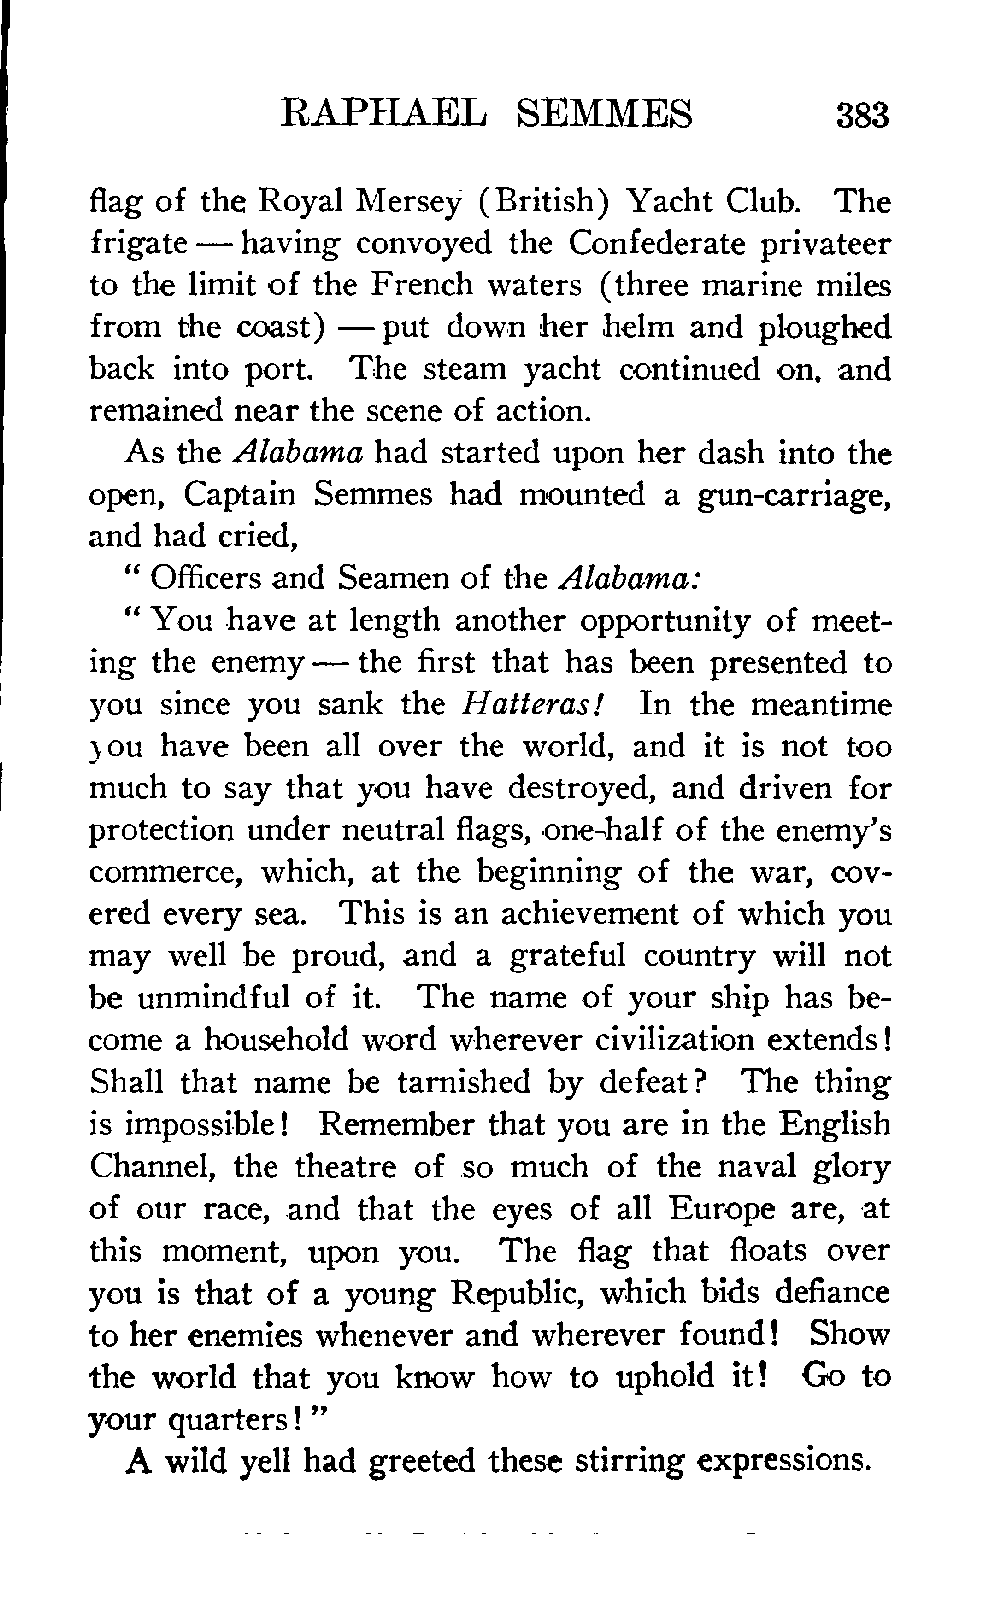 RAPHAEL SEMMES 383
flag of the Royal Mersey (British) Yacht Club. The
frigate — having convoyed the Confederate privateer
to the limit of the French waters (three marine miles
from the coast) — put down her helm and ploughed
back into port. The steam yacht continued on, and
remained near the scene of action.
As the Alabama had started upon her dash into the
open, Captain Semmes had mounted a gun-carriage,
and had cried,
“ Officers and Seamen of the Alabama:
“ You have at length another opportunity of meet-
ing the enemy — the first that has been presented to
you since you sank the Hatteras! In the meantime
you have been all over the world, and it is not too
much to say that you have destroyed, and driven for
protection under neutral flags, one-half of the enemy's
commerce, which, at the beginning of the war, cov-
ered every sea. This is an achievement of which you
may well be proud, and a grateful country will not
be unmindful of it. The name of your ship has be-
come a household word wherever civilization extends!
Shall that name be tarnished by defeat? The thing
is impossible! Remember that you are in the English
Channel, the theatre of so much of the naval glory
of our race, and that the eyes of all Europe are, at
this moment, upon you. The flag that floats over
you is that of a young Republic, which bids defiance
to her enemies whenever and wherever found! Show
the world that you know how to uphold it! Go to
your quarters! ”
A wild yell had greeted these stirring expressions.